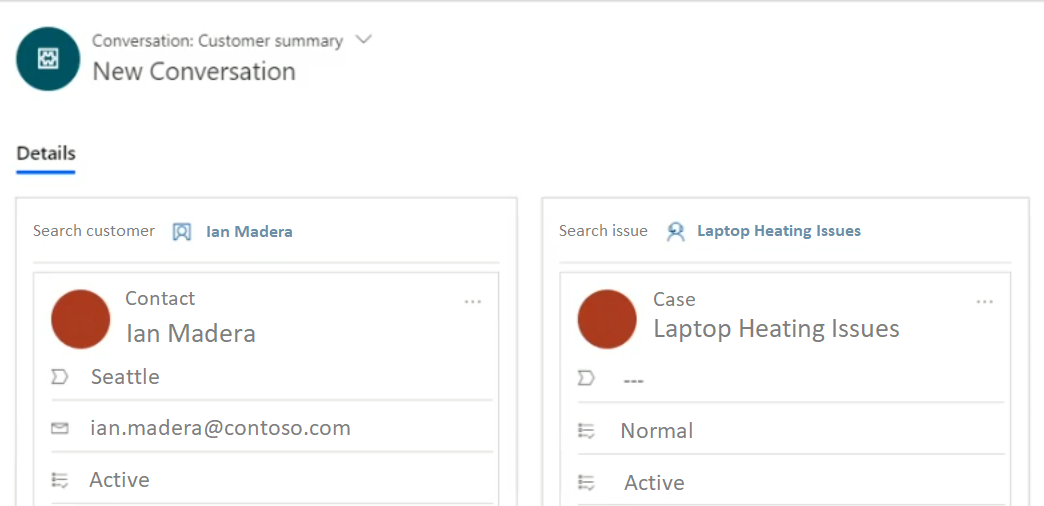 Conversation: Customer summary
New Conversation
Details
Search customer Ian Madera
Contact
Ian Madera
Seattle
ian.madera@contoso.com
Active
Search issue Laptop Heating Issues
Case
Laptop Heating Issues
---
Normal
Active